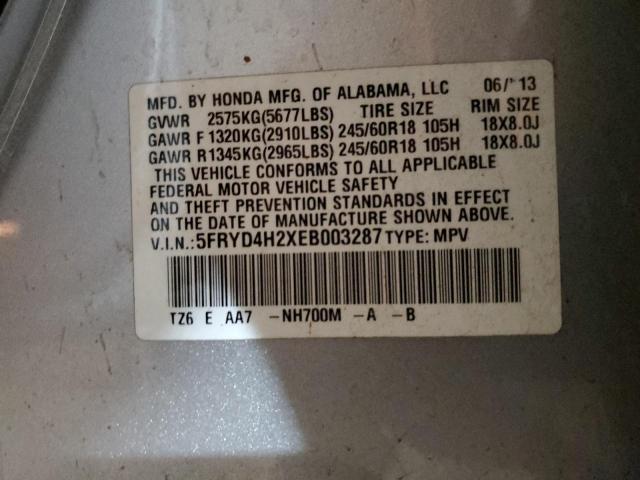 MFD. BY HONDA MFG. OF ALABAMA, LLC 06/13
GVWR 2575KG(5677LBS) TIRE SIZE RIM SIZE
GAWR F 1320KG(2910LBS) 245/60R18 105H 18X8.0J
GAWR R 1345KG(2965LBS) 245/60R18 105H 18X8.0J
THIS VEHICLE CONFORMS TO ALL APPLICABLE
FEDERAL MOTOR VEHICLE SAFETY
AND THEFT PREVENTION STANDARDS IN EFFECT
ON THE DATE OF MANUFACTURE SHOWN ABOVE.
V.I.N.: 5FRYD4H2XEB003287 TYPE: MPV
TZ6 E AA7 -NH700M -A -B